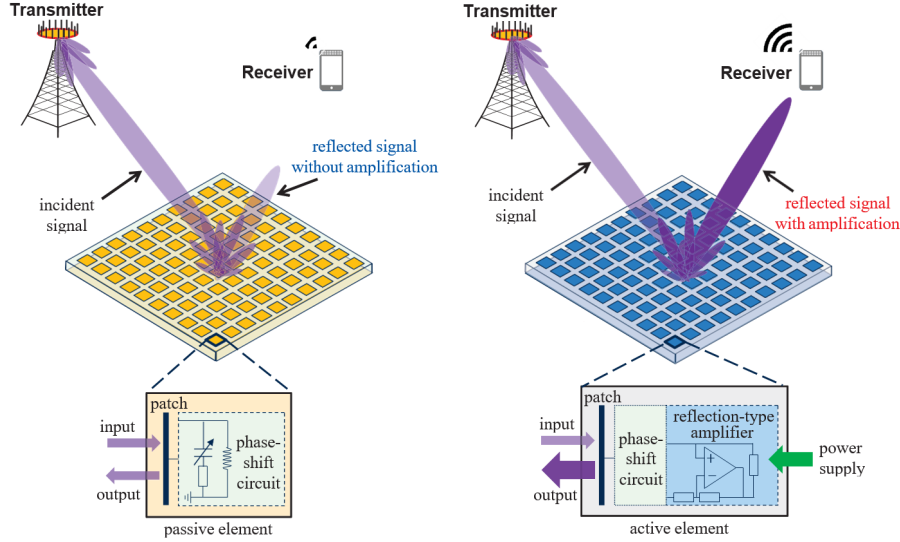 Transmitter
Receiver
reflected signal
without amplification
incident
signal
patch
input
output
phase-
shift
circuit
passive element
Transmitter
Receiver
incident
signal
reflected signal
with amplification
patch
input
output
phase-
shift
circuit
reflection-type
amplifier
power
supply
active element